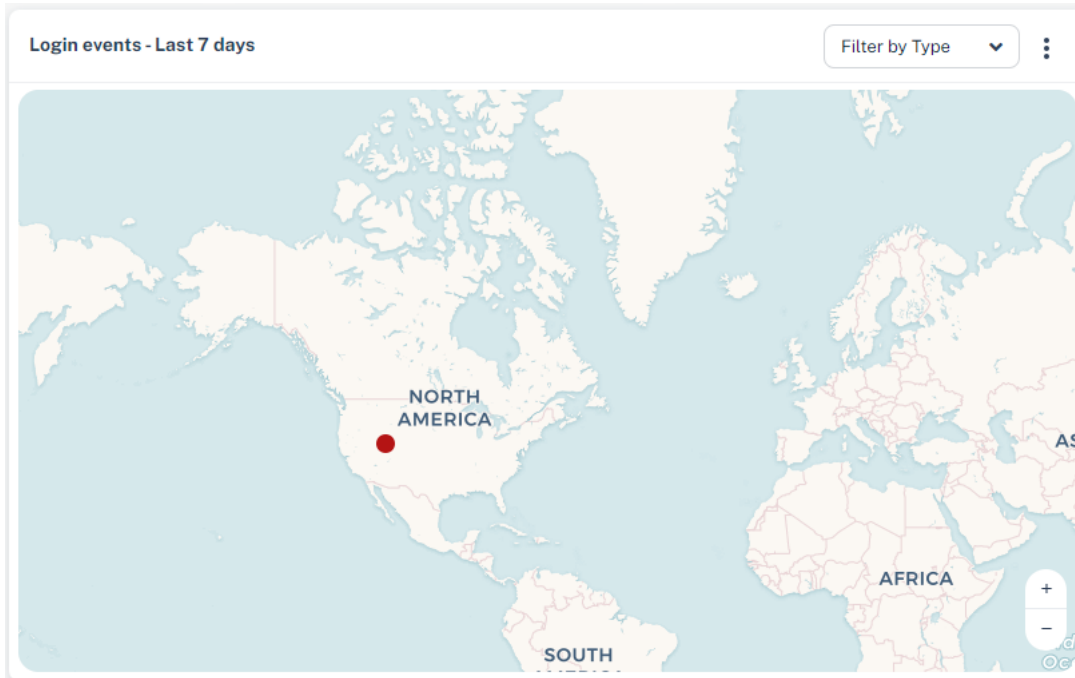 Login events - Last 7 days
Filter by Type
NORTH
AMERICA
AFRICA
+
−
SOUTH